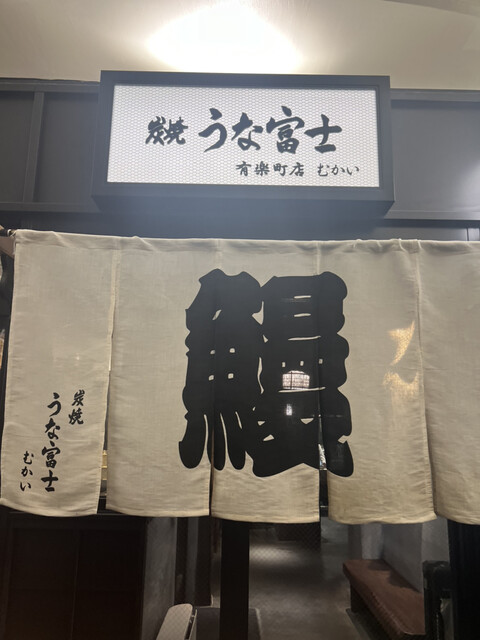 炭焼 うな富士
有楽町店 むかい
鰻
炭焼
うな富士
むかい